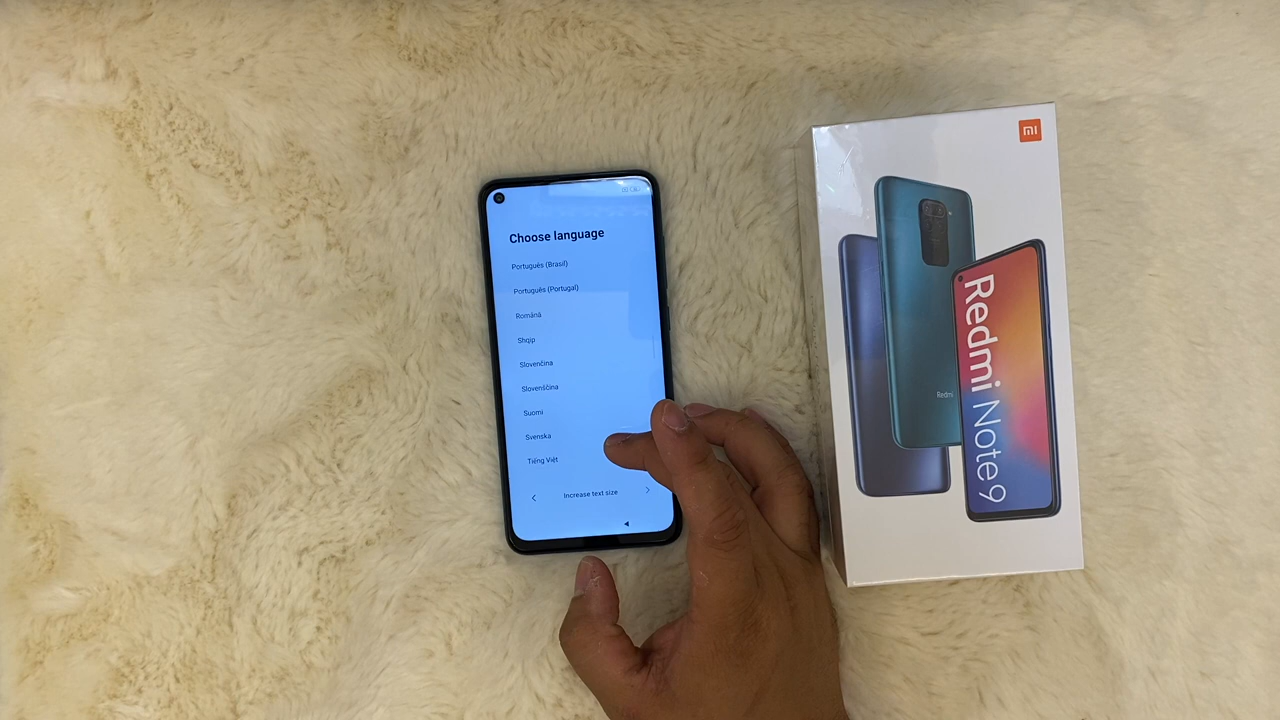 Choose language
Português (Brasil)
Português (Portugal)
Română
Shqip
Slovenčina
Slovenščina
Suomi
Svenska
Tiếng Việt
Increase text size
mi
Redmi
Redmi Note 9